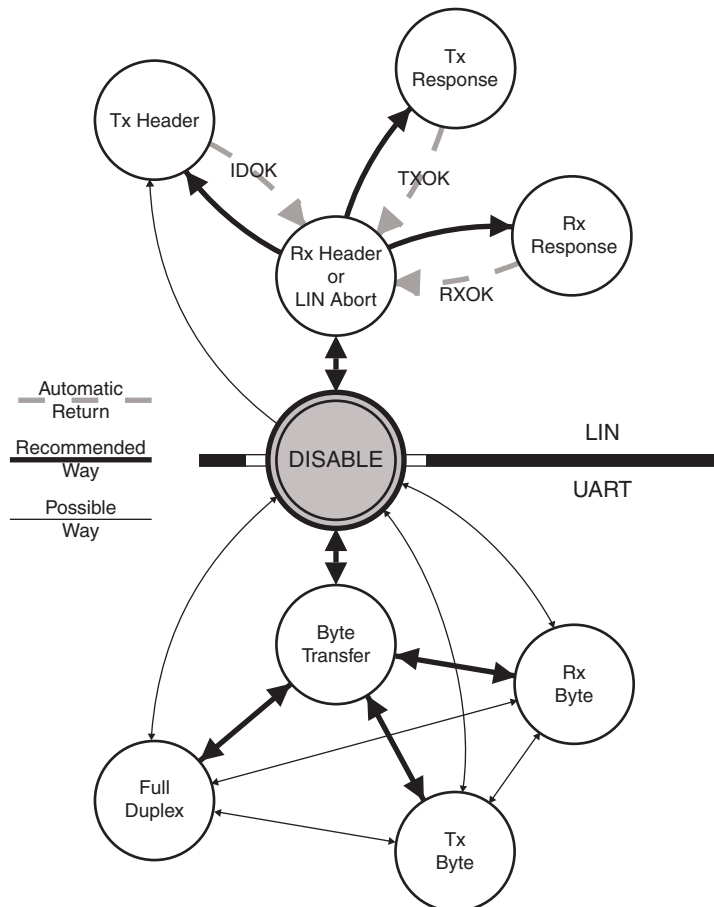 Tx
Response
Tx Header
IDOK
TXOK
Rx
Response
Rx Header
or
LIN Abort
RXOK
Automatic
Return
Recommended
Way
Possible
Way
DISABLE
LIN
UART
Byte
Transfer
Rx
Byte
Full
Duplex
Tx
Byte